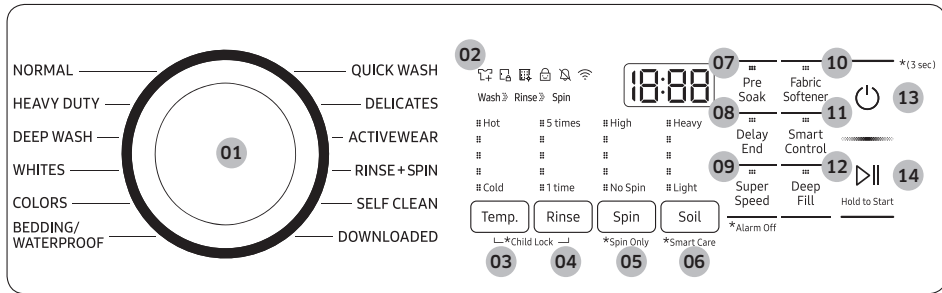 NORMAL
HEAVY DUTY
DEEP WASH
WHITES
COLORS
BEDDING/
WATERPROOF
01
QUICK WASH
DELICATES
ACTIVEWEAR
RINSE+SPIN
SELF CLEAN
DOWNLOADED
02
Wash» Rinse» Spin
18:88
Hot 5 times High Heavy
Cold 1 time No Spin Light
Temp. Rinse Spin Soil
*Child Lock *Spin Only *Smart Care
03 04 05 06
07
Pre
Soak
08
Delay
End
09
Super
Speed
*Alarm Off
10
Fabric
Softener
11
Smart
Control
12
Deep
Fill
*(3 sec)
13
14
Hold to Start